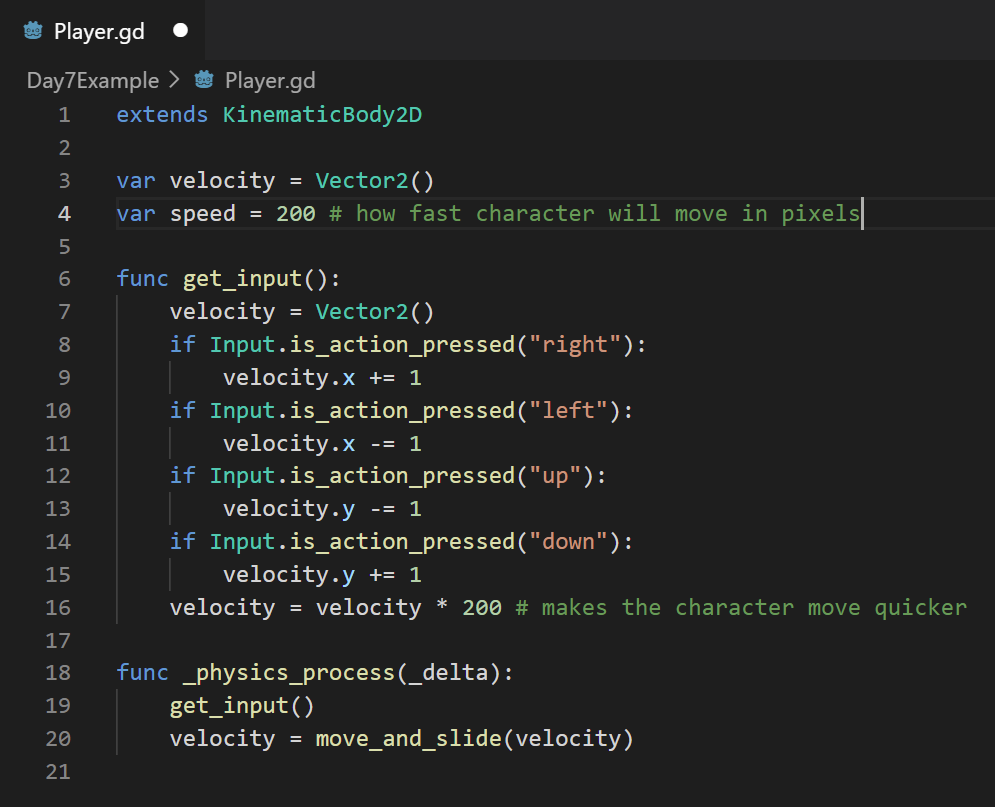 Player.gd
Day7Example > Player.gd
1 extends KinematicBody2D
2
3 var velocity = Vector2()
4 var speed = 200 # how fast character will move in pixels
5
6 func get_input():
7     velocity = Vector2()
8     if Input.is_action_pressed("right"):
9         velocity.x += 1
10     if Input.is_action_pressed("left"):
11         velocity.x -= 1
12     if Input.is_action_pressed("up"):
13         velocity.y -= 1
14     if Input.is_action_pressed("down"):
15         velocity.y += 1
16     velocity = velocity * 200 # makes the character move quicker
17
18 func _physics_process(_delta):
19     get_input()
20     velocity = move_and_slide(velocity)
21